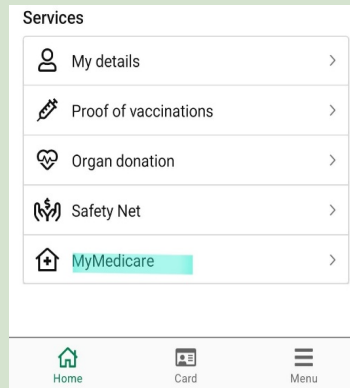 Services
My details
Proof of vaccinations
Organ donation
Safety Net
MyMedicare
Home
Card
Menu